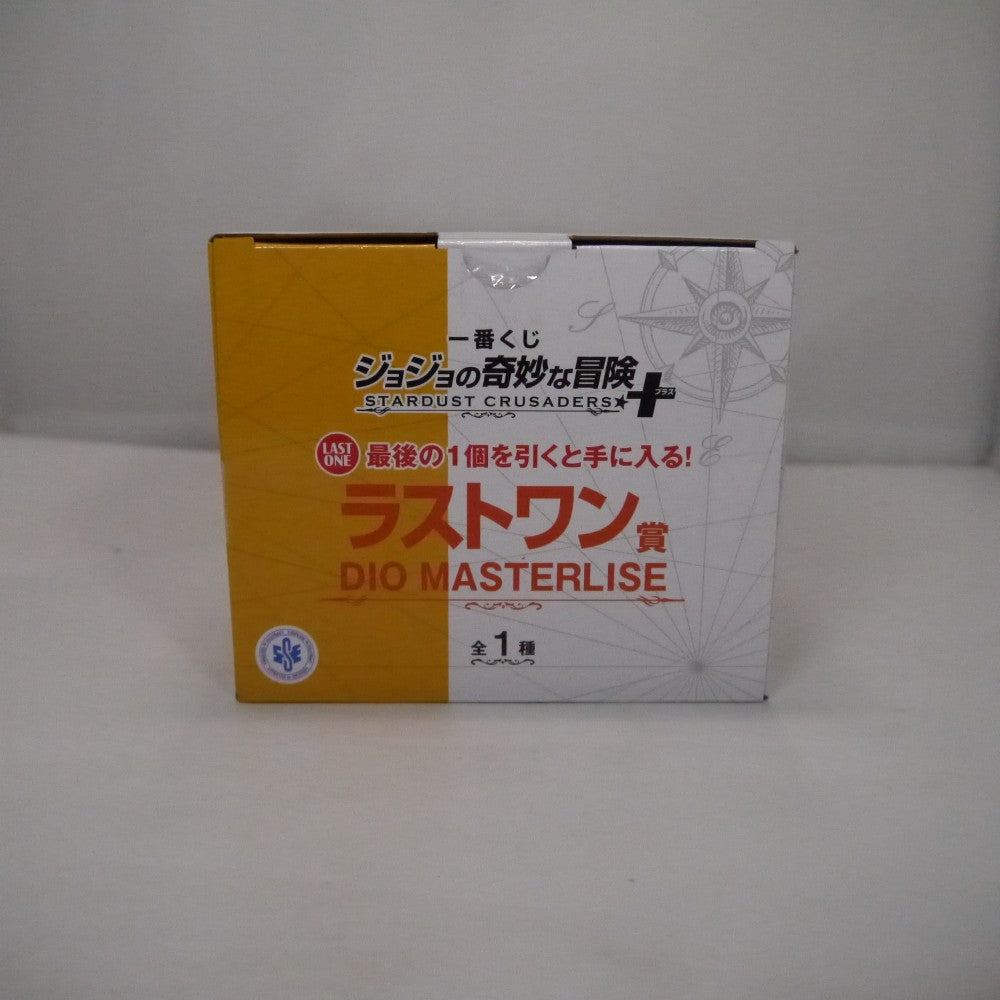 一番くじ
ジョジョの奇妙な冒険
プラス
STARDUST CRUSADERS
LAST ONE
最後の1個を引くと手に入る!
ラストワン賞
DIO MASTERLISE
全1種
S
E